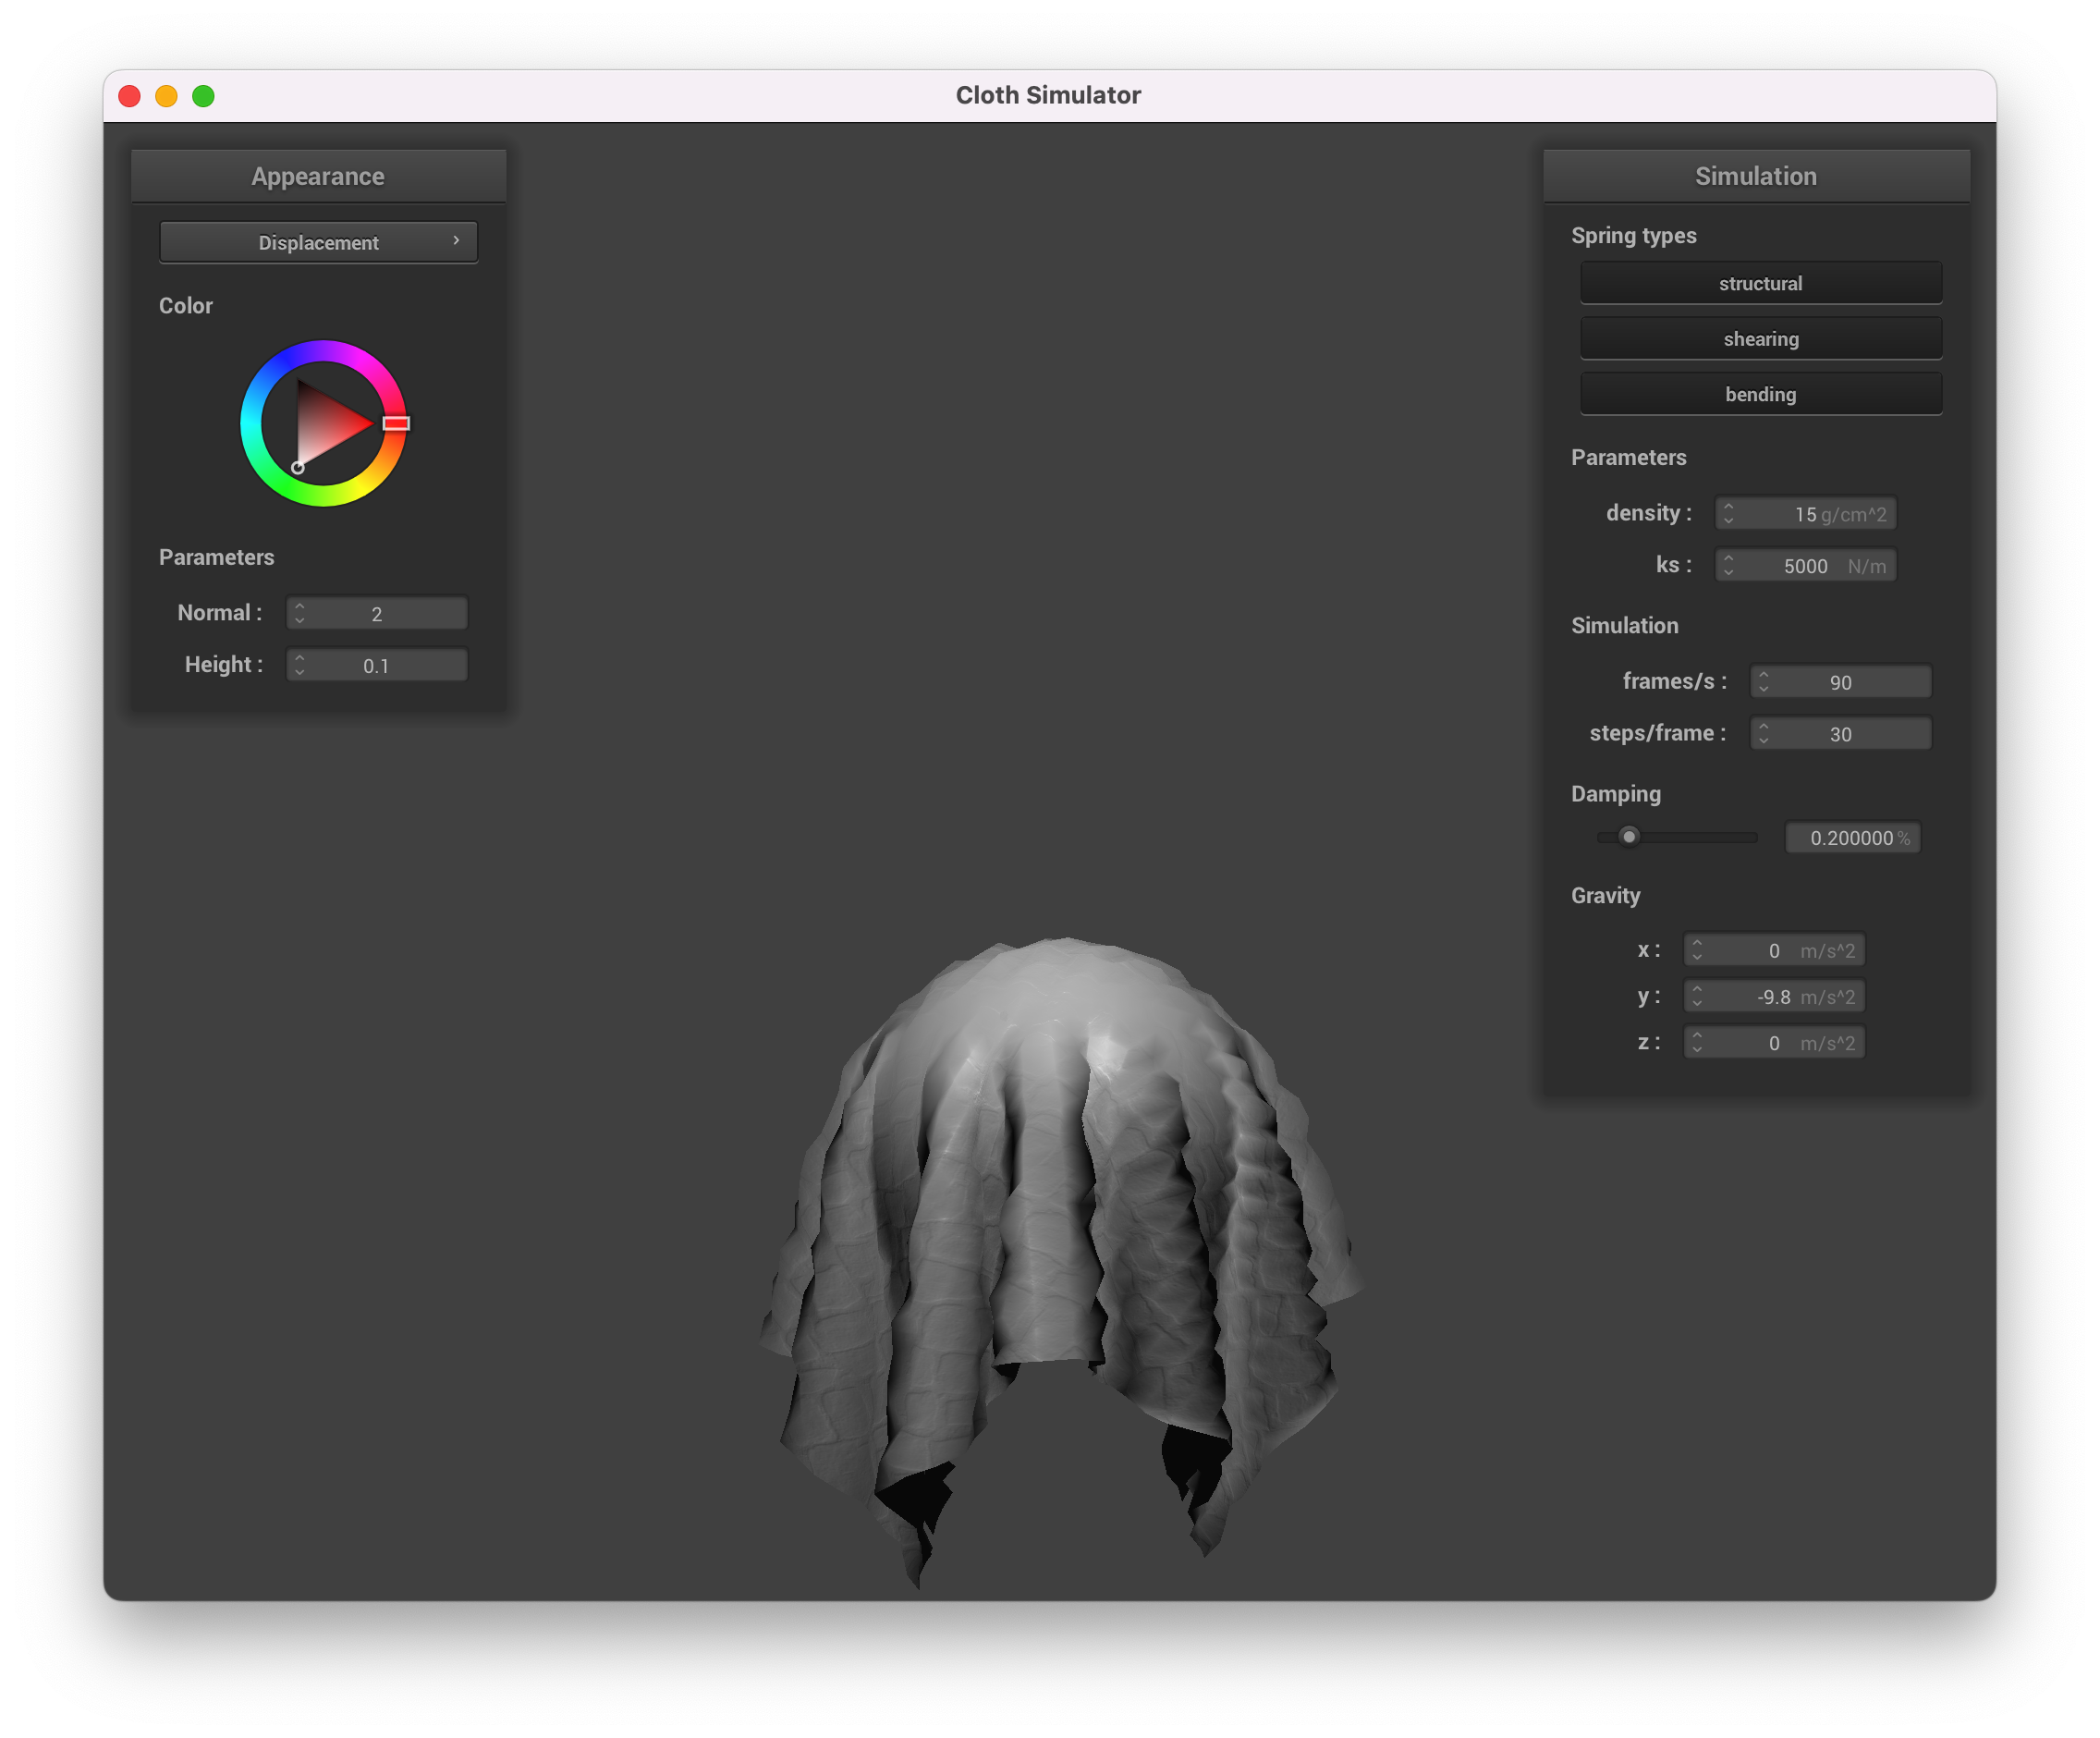 Cloth Simulator
Appearance
Displacement
Color
Parameters
Normal : 2
Height : 0.1
Simulation
Spring types
structural
shearing
bending
Parameters
density : 15 g/cm^2
ks : 5000 N/m
Simulation
frames/s : 90
steps/frame : 30
Damping
0.200000 %
Gravity
x : 0 m/s^2
y : -9.8 m/s^2
z : 0 m/s^2